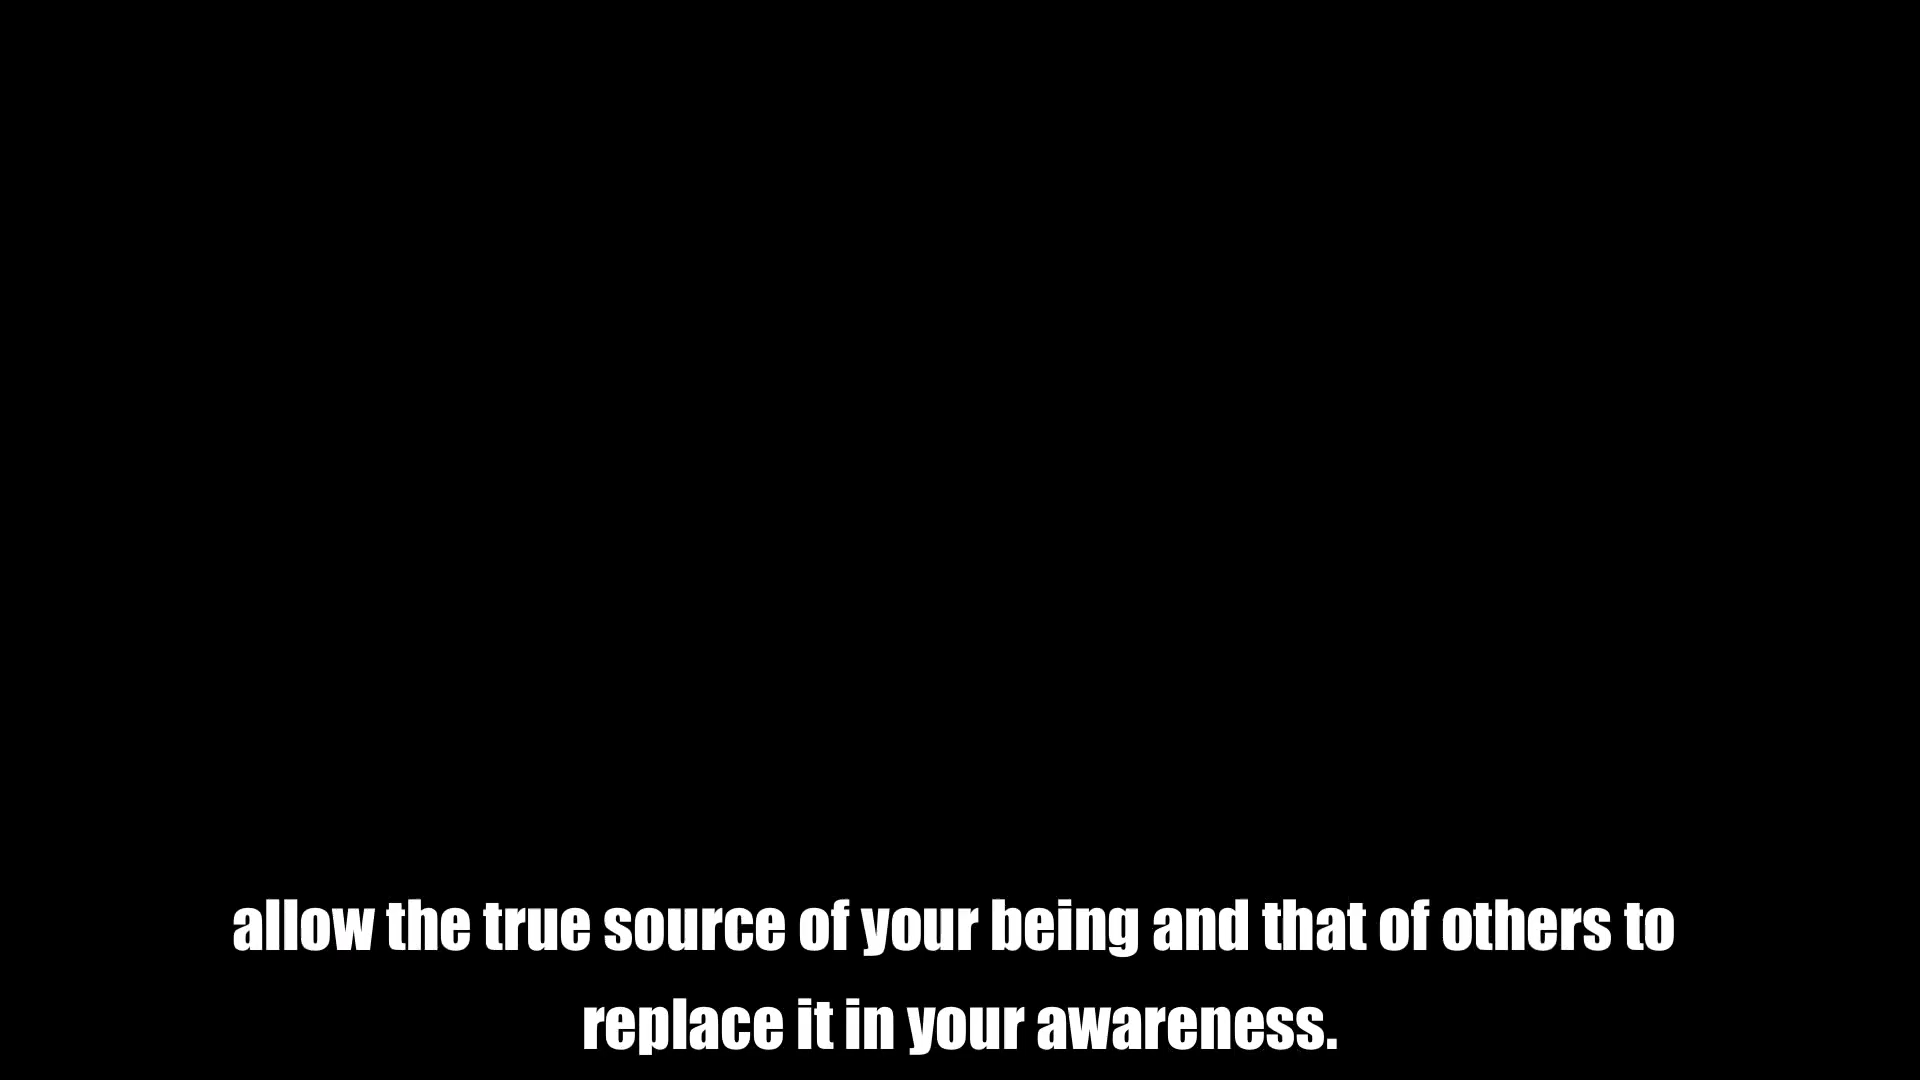 allow the true source of your being and that of others to
replace it in your awareness.